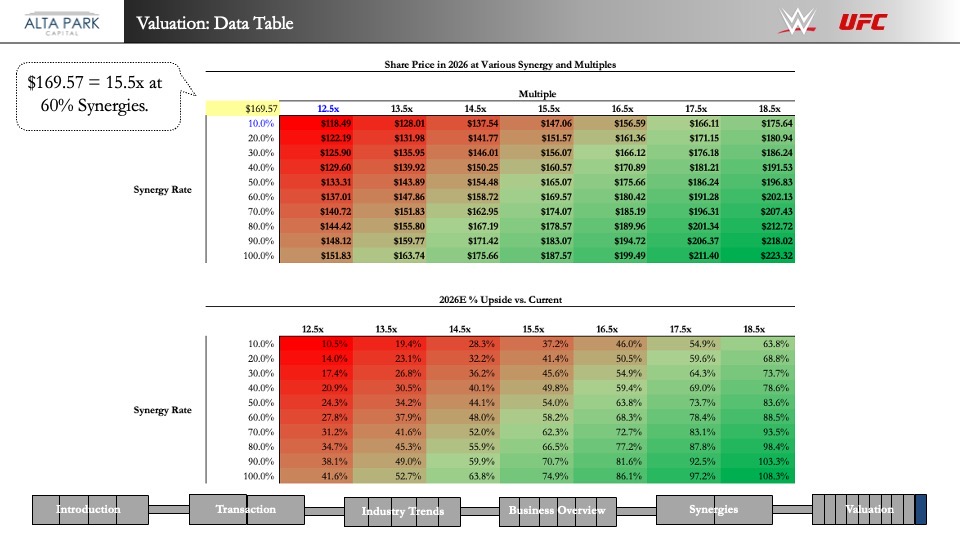 ALTA PARK
CAPITAL
Valuation: Data Table
W
UFC
$169.57 = 15.5x at
60% Synergies.
Share Price in 2026 at Various Synergy and Multiples
Multiple
$169.57 12.5x 13.5x 14.5x 15.5x 16.5x 17.5x 18.5x
10.0% $118.49 $128.01 $137.54 $147.06 $156.59 $166.11 $175.64
20.0% $122.19 $131.98 $141.77 $151.57 $161.36 $171.15 $180.94
30.0% $125.90 $135.95 $146.01 $156.07 $166.12 $176.18 $186.24
40.0% $129.60 $139.92 $150.25 $160.57 $170.89 $181.21 $191.53
Synergy Rate
50.0% $133.31 $143.89 $154.48 $165.07 $175.66 $186.24 $196.83
60.0% $137.01 $147.86 $158.72 $169.57 $180.42 $191.28 $202.13
70.0% $140.72 $151.83 $162.95 $174.07 $185.19 $196.31 $207.43
80.0% $144.42 $155.80 $167.19 $178.57 $189.96 $201.34 $212.72
90.0% $148.12 $159.77 $171.42 $183.07 $194.72 $206.37 $218.02
100.0% $151.83 $163.74 $175.66 $187.57 $199.49 $211.40 $223.32
2026E % Upside vs. Current
12.5x 13.5x 14.5x 15.5x 16.5x 17.5x 18.5x
10.0% 10.5% 19.4% 28.3% 37.2% 46.0% 54.9% 63.8%
20.0% 14.0% 23.1% 32.2% 41.4% 50.5% 59.6% 68.8%
30.0% 17.4% 26.8% 36.2% 45.6% 54.9% 64.3% 73.7%
40.0% 20.9% 30.5% 40.1% 49.8% 59.4% 69.0% 78.6%
Synergy Rate
50.0% 24.3% 34.2% 44.1% 54.0% 63.8% 73.7% 83.6%
60.0% 27.8% 37.9% 48.0% 58.2% 68.3% 78.4% 88.5%
70.0% 31.2% 41.6% 52.0% 62.3% 72.7% 83.1% 93.5%
80.0% 34.7% 45.3% 55.9% 66.5% 77.2% 87.8% 98.4%
90.0% 38.1% 49.0% 59.9% 70.7% 81.6% 92.5% 103.3%
100.0% 41.6% 52.7% 63.8% 74.9% 86.1% 97.2% 108.3%
Introduction
Transaction
Industry Trends
Business Overview
Synergies
Valuation